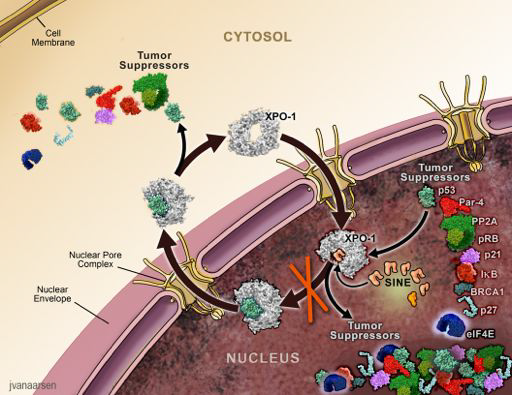 Cell
Membrane
CYTOSOL
Tumor
Suppressors
XPO-1
Tumor
Suppressors
p53
Par-4
PP2A
pRB
p21
IκB
BRCA1
p27
eIF4E
XPO-1
SINE
Nuclear Pore
Complex
Nuclear
Envelope
Tumor
Suppressors
NUCLEUS
jvanaarsen